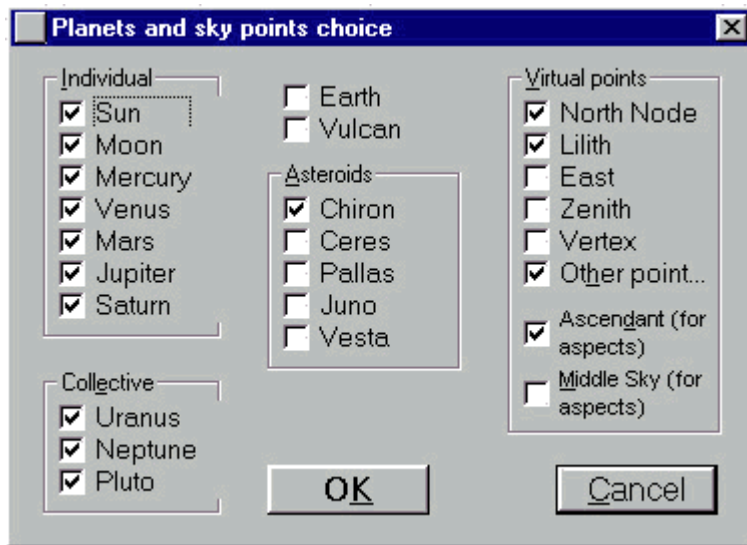 Planets and sky points choice
Individual
Sun
Moon
Mercury
Venus
Mars
Jupiter
Saturn
Collective
Uranus
Neptune
Pluto
Earth
Vulcan
Asteroids
Chiron
Ceres
Pallas
Juno
Vesta
Virtual points
North Node
Lilith
East
Zenith
Vertex
Other point...
Ascendant (for
aspects)
Middle Sky (for
aspects)
OK
Cancel